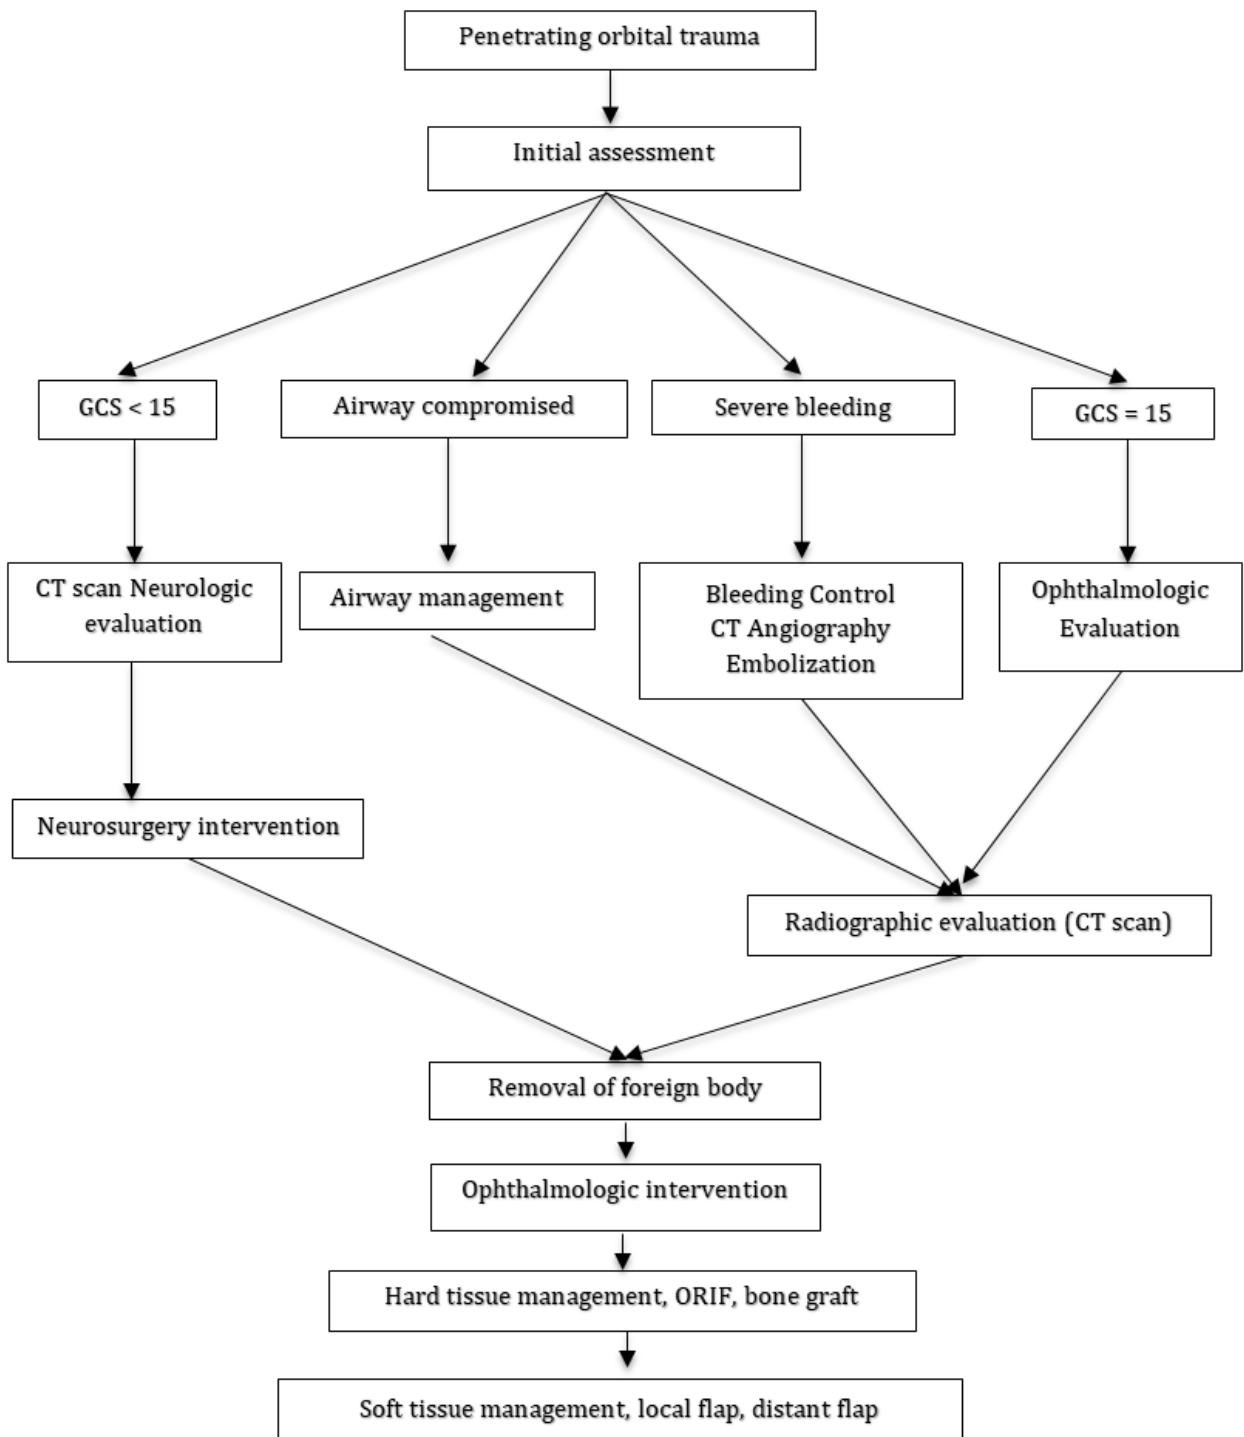 Penetrating orbital trauma
Initial assessment
GCS < 15
Airway compromised
Severe bleeding
GCS = 15
CT scan Neurologic
evaluation
Airway management
Bleeding Control
CT Angiography
Embolization
Ophthalmologic
Evaluation
Neurosurgery intervention
Radiographic evaluation (CT scan)
Removal of foreign body
Ophthalmologic intervention
Hard tissue management, ORIF, bone graft
Soft tissue management, local flap, distant flap